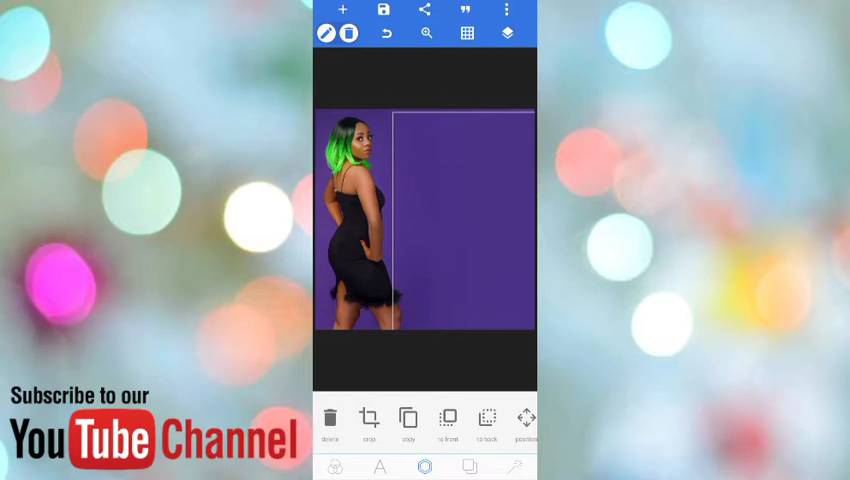 Subscribe to our
YouTube Channel
delete crop copy to front to back position